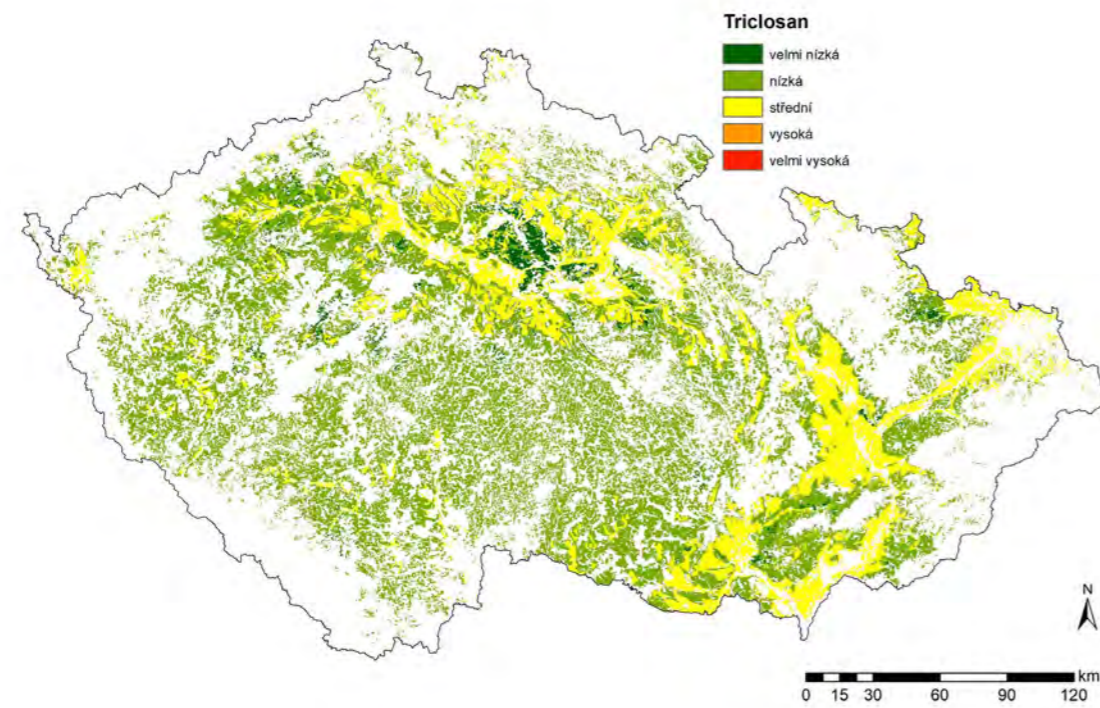 Triclosan
velmi nízká
nízká
střední
vysoká
velmi vysoká
N
km
0 15 30 60 90 120